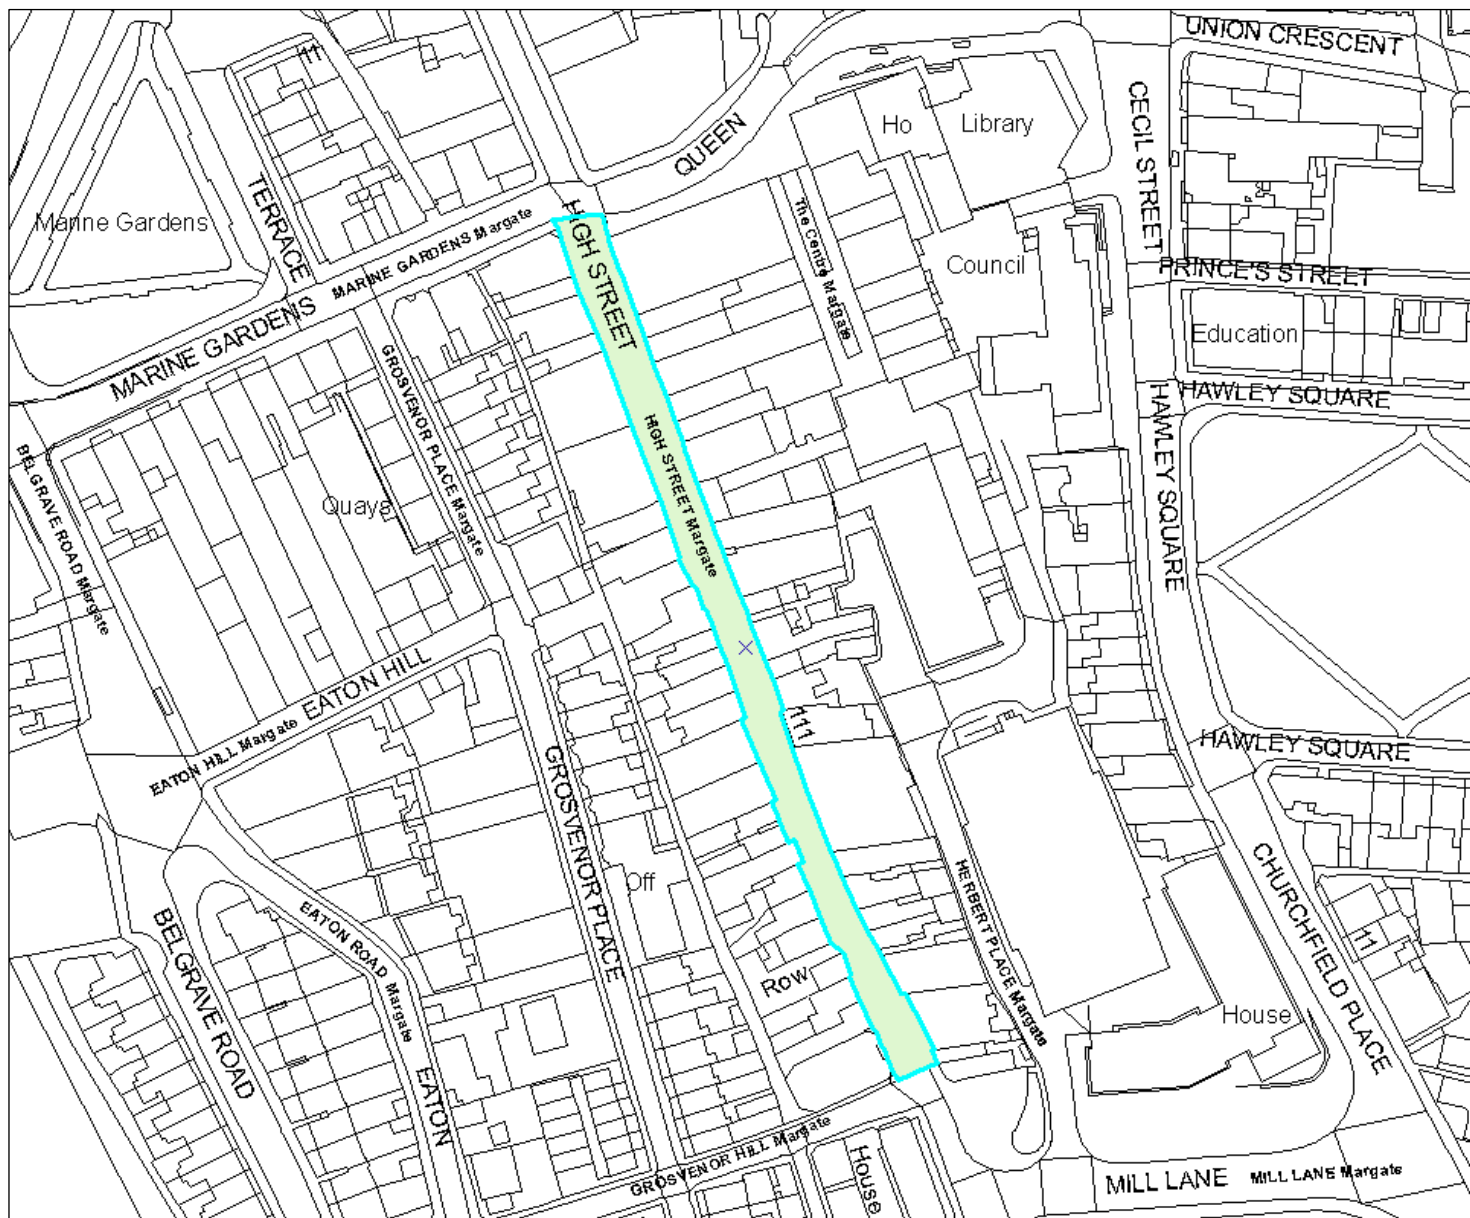 UNION CRESCENT
11
QUEEN
Ho
Library
CECIL STREET
TERRACE
Marine Gardens
MARINE GARDENS Margate
HIGH STREET
The Centre Margate
Council
PRINCE'S STREET
MARINE GARDENS
Education
HAWLEY SQUARE
GROSVENOR PLACE Margate
HIGH STREET Margate
HAWLEY SQUARE
BELGRAVE ROAD Margate
Quays
EATON HILL
EATON HILL Margate
111
HAWLEY SQUARE
GROSVENOR PLACE
Off
HERBERT PLACE Margate
CHURCHFIELD PLACE
EATON ROAD Margate
BELGRAVE ROAD
11
Row
House
EATON
GROSVENOR HILL Margate
House
MILL LANE
MILL LANE Margate